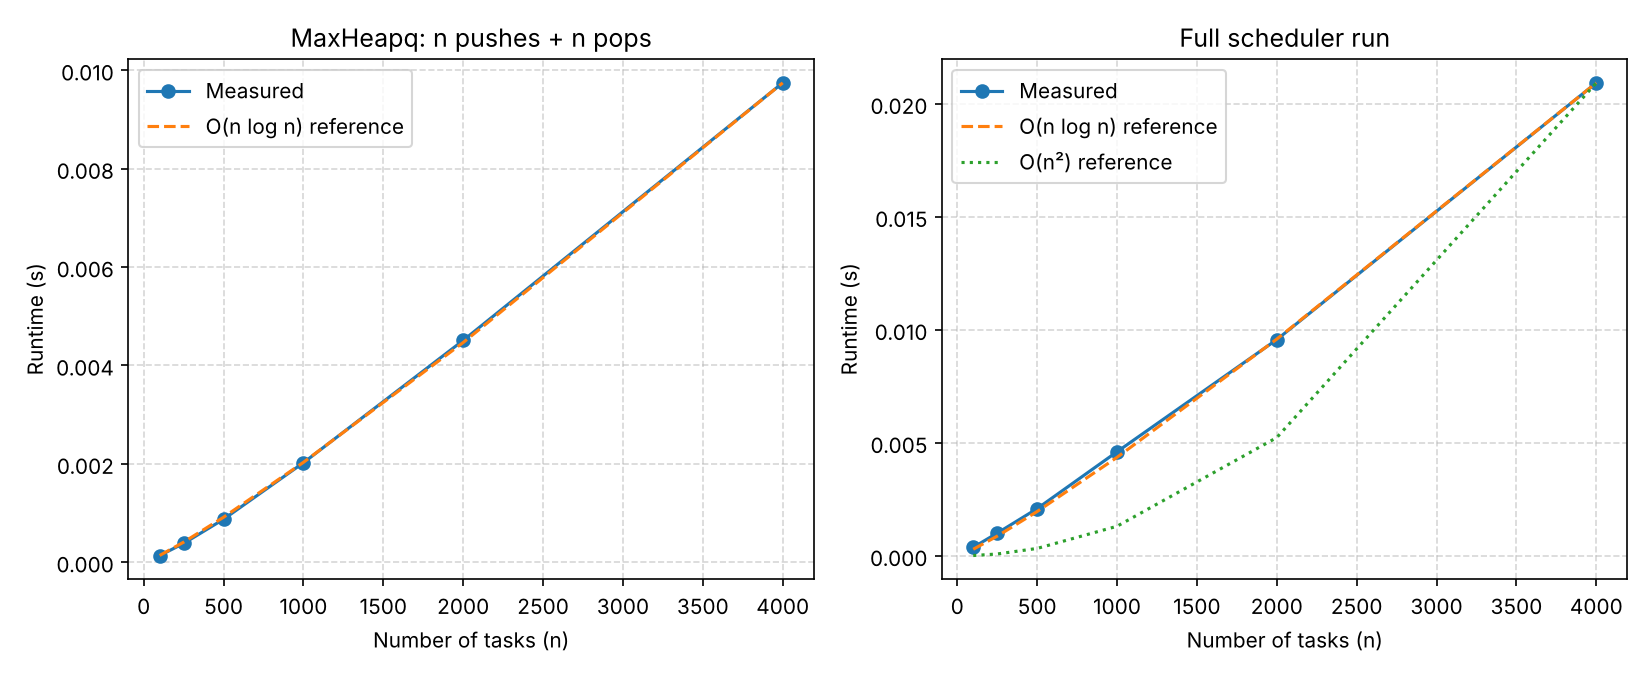 MaxHeapq: n pushes + n pops
Measured
O(n log n) reference
Runtime (s)
0.010
0.008
0.006
0.004
0.002
0.000
0 500 1000 1500 2000 2500 3000 3500 4000
Number of tasks (n)
Full scheduler run
Measured
O(n log n) reference
O(n²) reference
Runtime (s)
0.020
0.015
0.010
0.005
0.000
0 500 1000 1500 2000 2500 3000 3500 4000
Number of tasks (n)